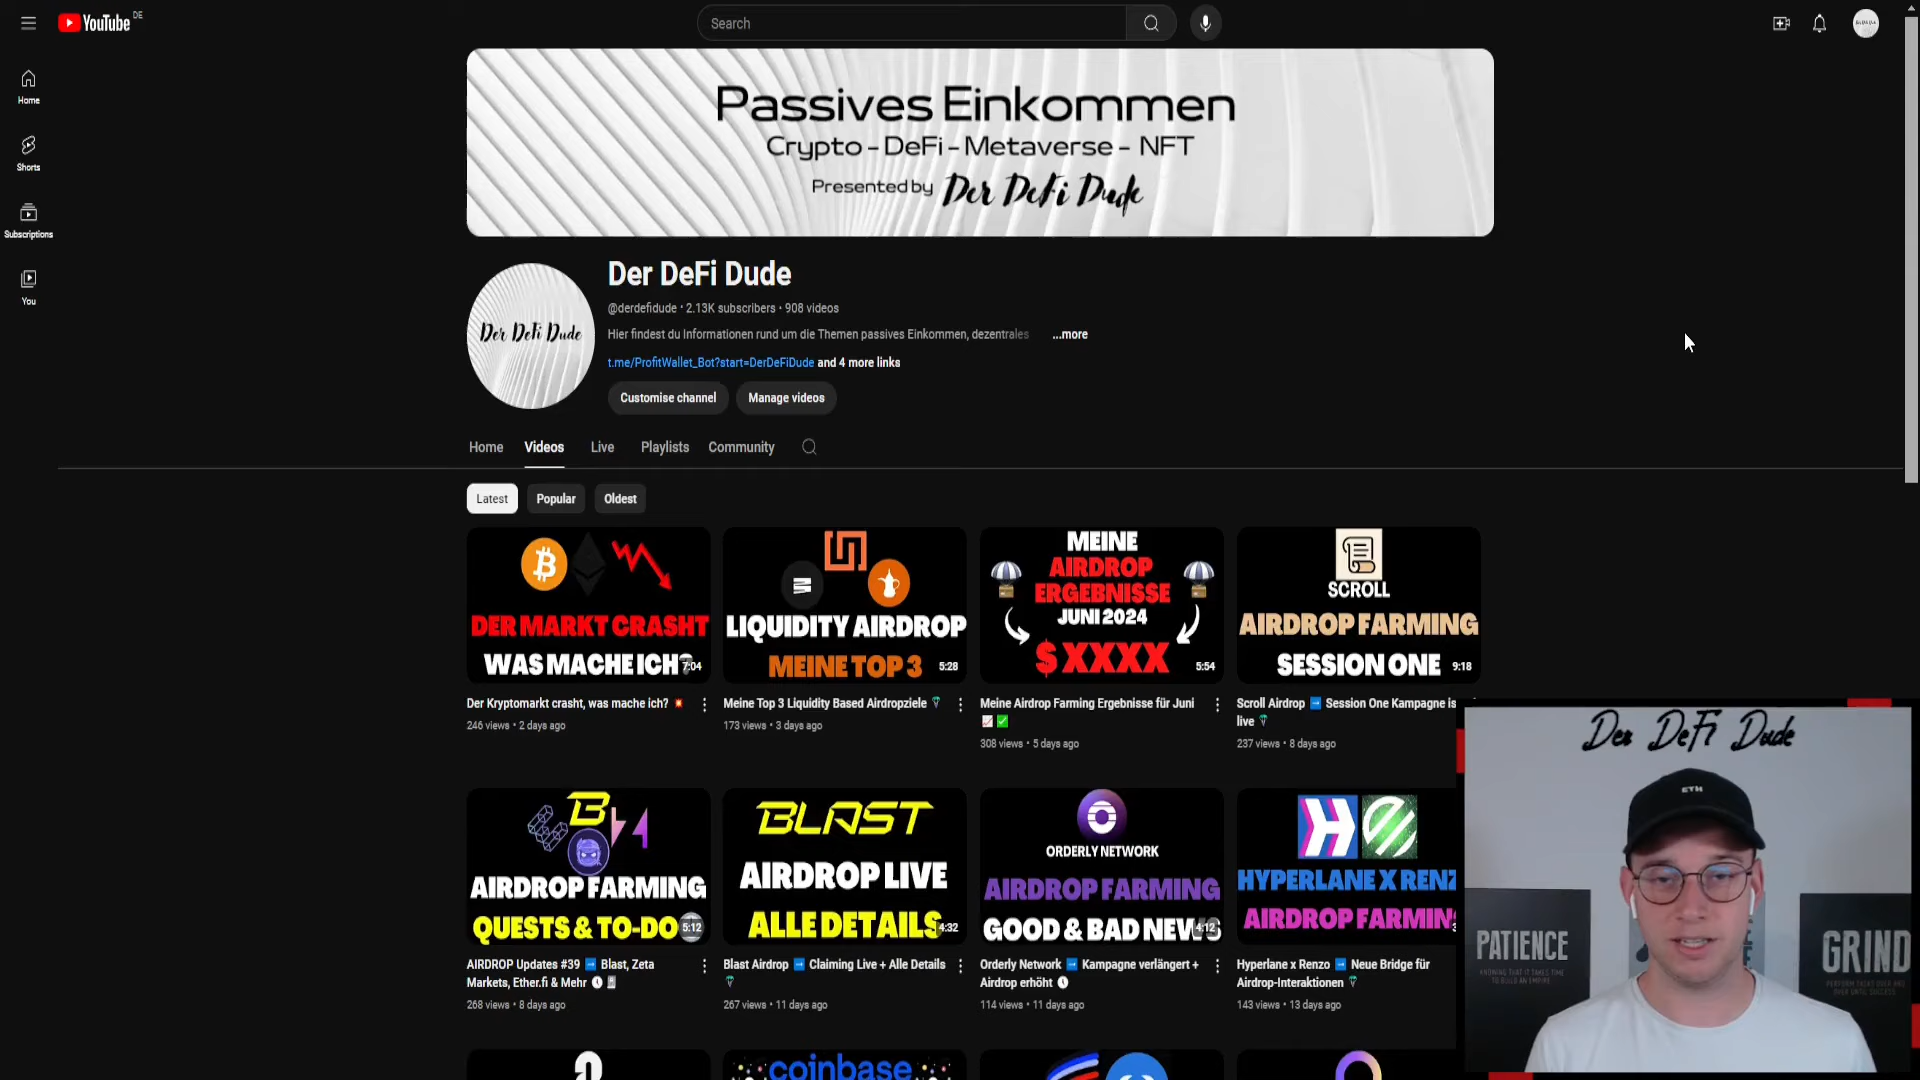 YouTube DE
Search
Home
Shorts
Subscriptions
You
Passives Einkommen
Crypto - DeFi - Metaverse - NFT
Presented by Der DeFi Dude
Der DeFi Dude
Der DeFi Dude
@derdefidude • 2.13K subscribers • 908 videos
Hier findest du Informationen rund um die Themen passives Einkommen, dezentrales ...more
t.me/ProfitWallet_Bot?start=DerDeFiDude and 4 more links
Customise channel
Manage videos
Home
Videos
Live
Playlists
Community
Latest
Popular
Oldest
DER MARKT CRASHT
WAS MACHE ICH?
7:04
Der Kryptomarkt crasht, was mache ich?
246 views • 2 days ago
LIQUIDITY AIRDROP
MEINE TOP 3
5:28
Meine Top 3 Liquidity Based Airdropziele
173 views • 3 days ago
MEINE
AIRDROP
ERGEBNISSE
JUNI 2024
$ XXXX
5:54
Meine Airdrop Farming Ergebnisse für Juni
308 views • 5 days ago
SCROLL
AIRDROP FARMING
SESSION ONE
9:18
Scroll Airdrop ➡️ Session One Kampagne is
live
237 views • 8 days ago
AIRDROP FARMING
QUESTS & TO-DO
5:12
AIRDROP Updates #39 ➡️ Blast, Zeta
Markets, Ether.fi & Mehr
268 views • 8 days ago
BLAST
AIRDROP LIVE
ALLE DETAILS
4:32
Blast Airdrop ➡️ Claiming Live + Alle Details
267 views • 11 days ago
ORDERLY NETWORK
AIRDROP FARMING
GOOD & BAD NEWS
4:12
Orderly Network ➡️ Kampagne verlängert +
Airdrop erhöht
114 views • 11 days ago
HYPERLANE X RENZ
AIRDROP FARMIN
Hyperlane x Renzo ➡️ Neue Bridge für
Airdrop-Interaktionen
143 views • 13 days ago
coinbase
Der DeFi Dude
ETH
PATIENCE
KNOWING THAT IT TAKES TIME
TO BUILD AN EMPIRE
GRIND